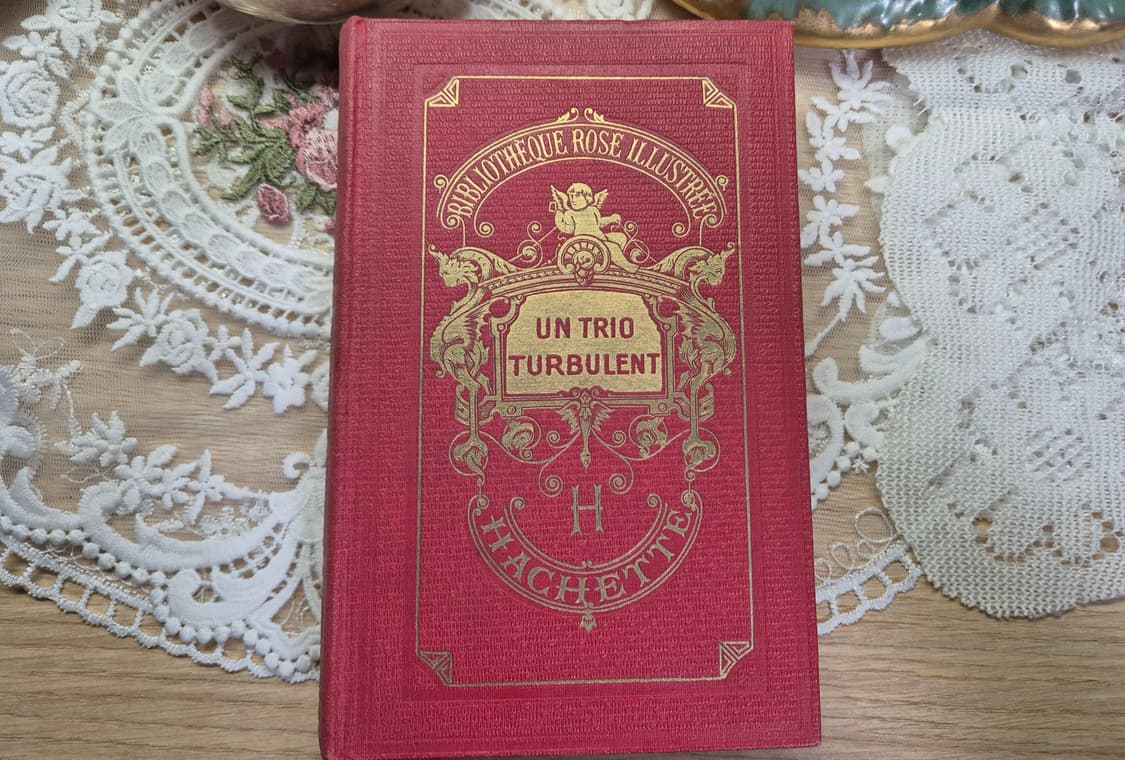 BIBLIOTHÈQUE ROSE ILLUSTRÉE
UN TRIO
TURBULENT
H
HACHETTE